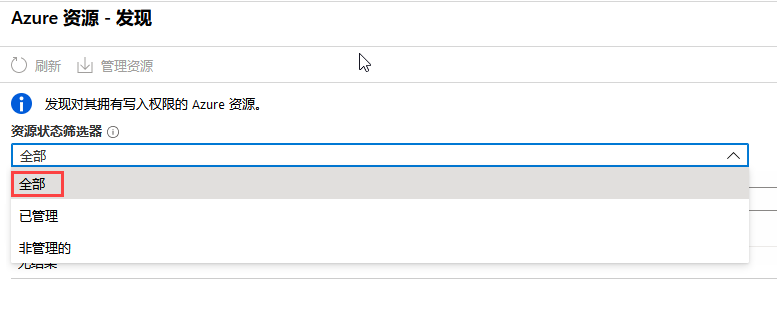 Azure 资源 - 发现
刷新 管理资源
发现对其拥有写入权限的 Azure 资源。
资源状态筛选器
全部
全部
已管理
非管理的
无结果